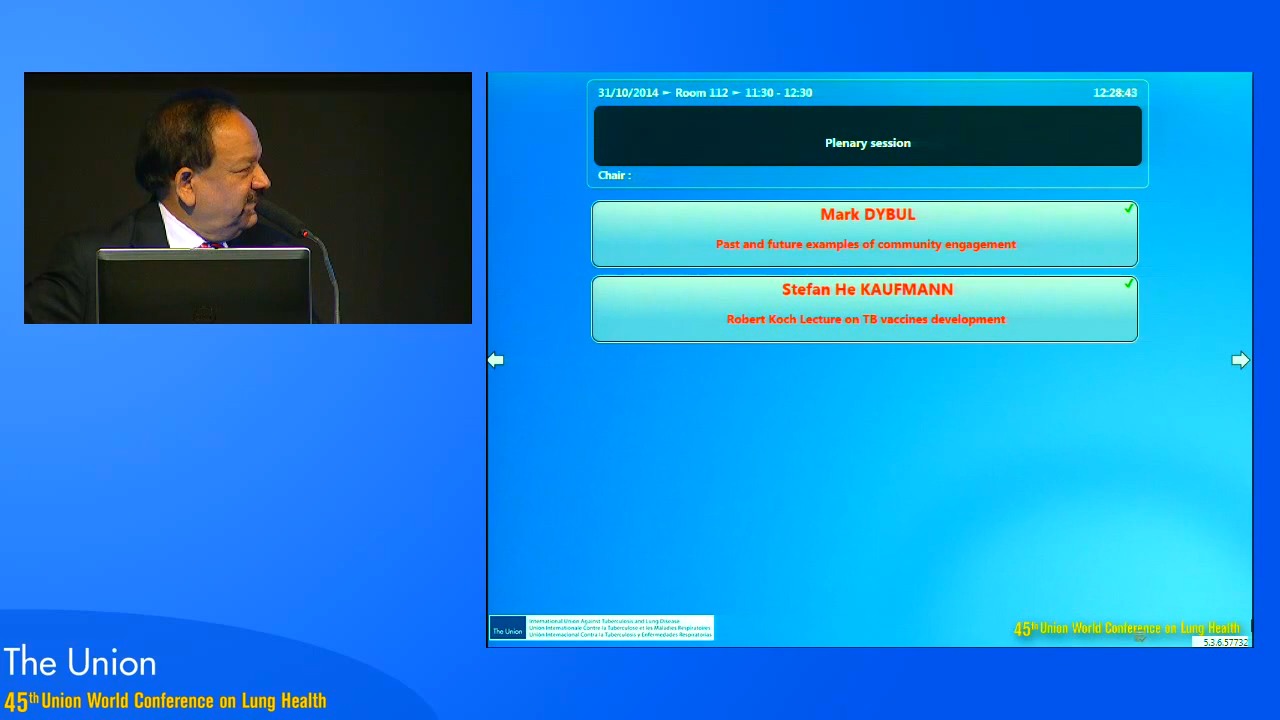 31/10/2014 ► Room 112 ► 11:30 - 12:30
12:28:43
Plenary session
Chair :
Mark DYBUL
Past and future examples of community engagement
Stefan He KAUFMANN
Robert Koch Lecture on TB vaccines development
The Union
International Union Against Tuberculosis and Lung Disease
Union Internationale Contre la Tuberculose et les Maladies Respiratoires
Union Internacional Contra la Tuberculosis y Enfermedades Respiratorias
45th Union World Conference on Lung Health
5.3.6.57732
The Union
45th Union World Conference on Lung Health